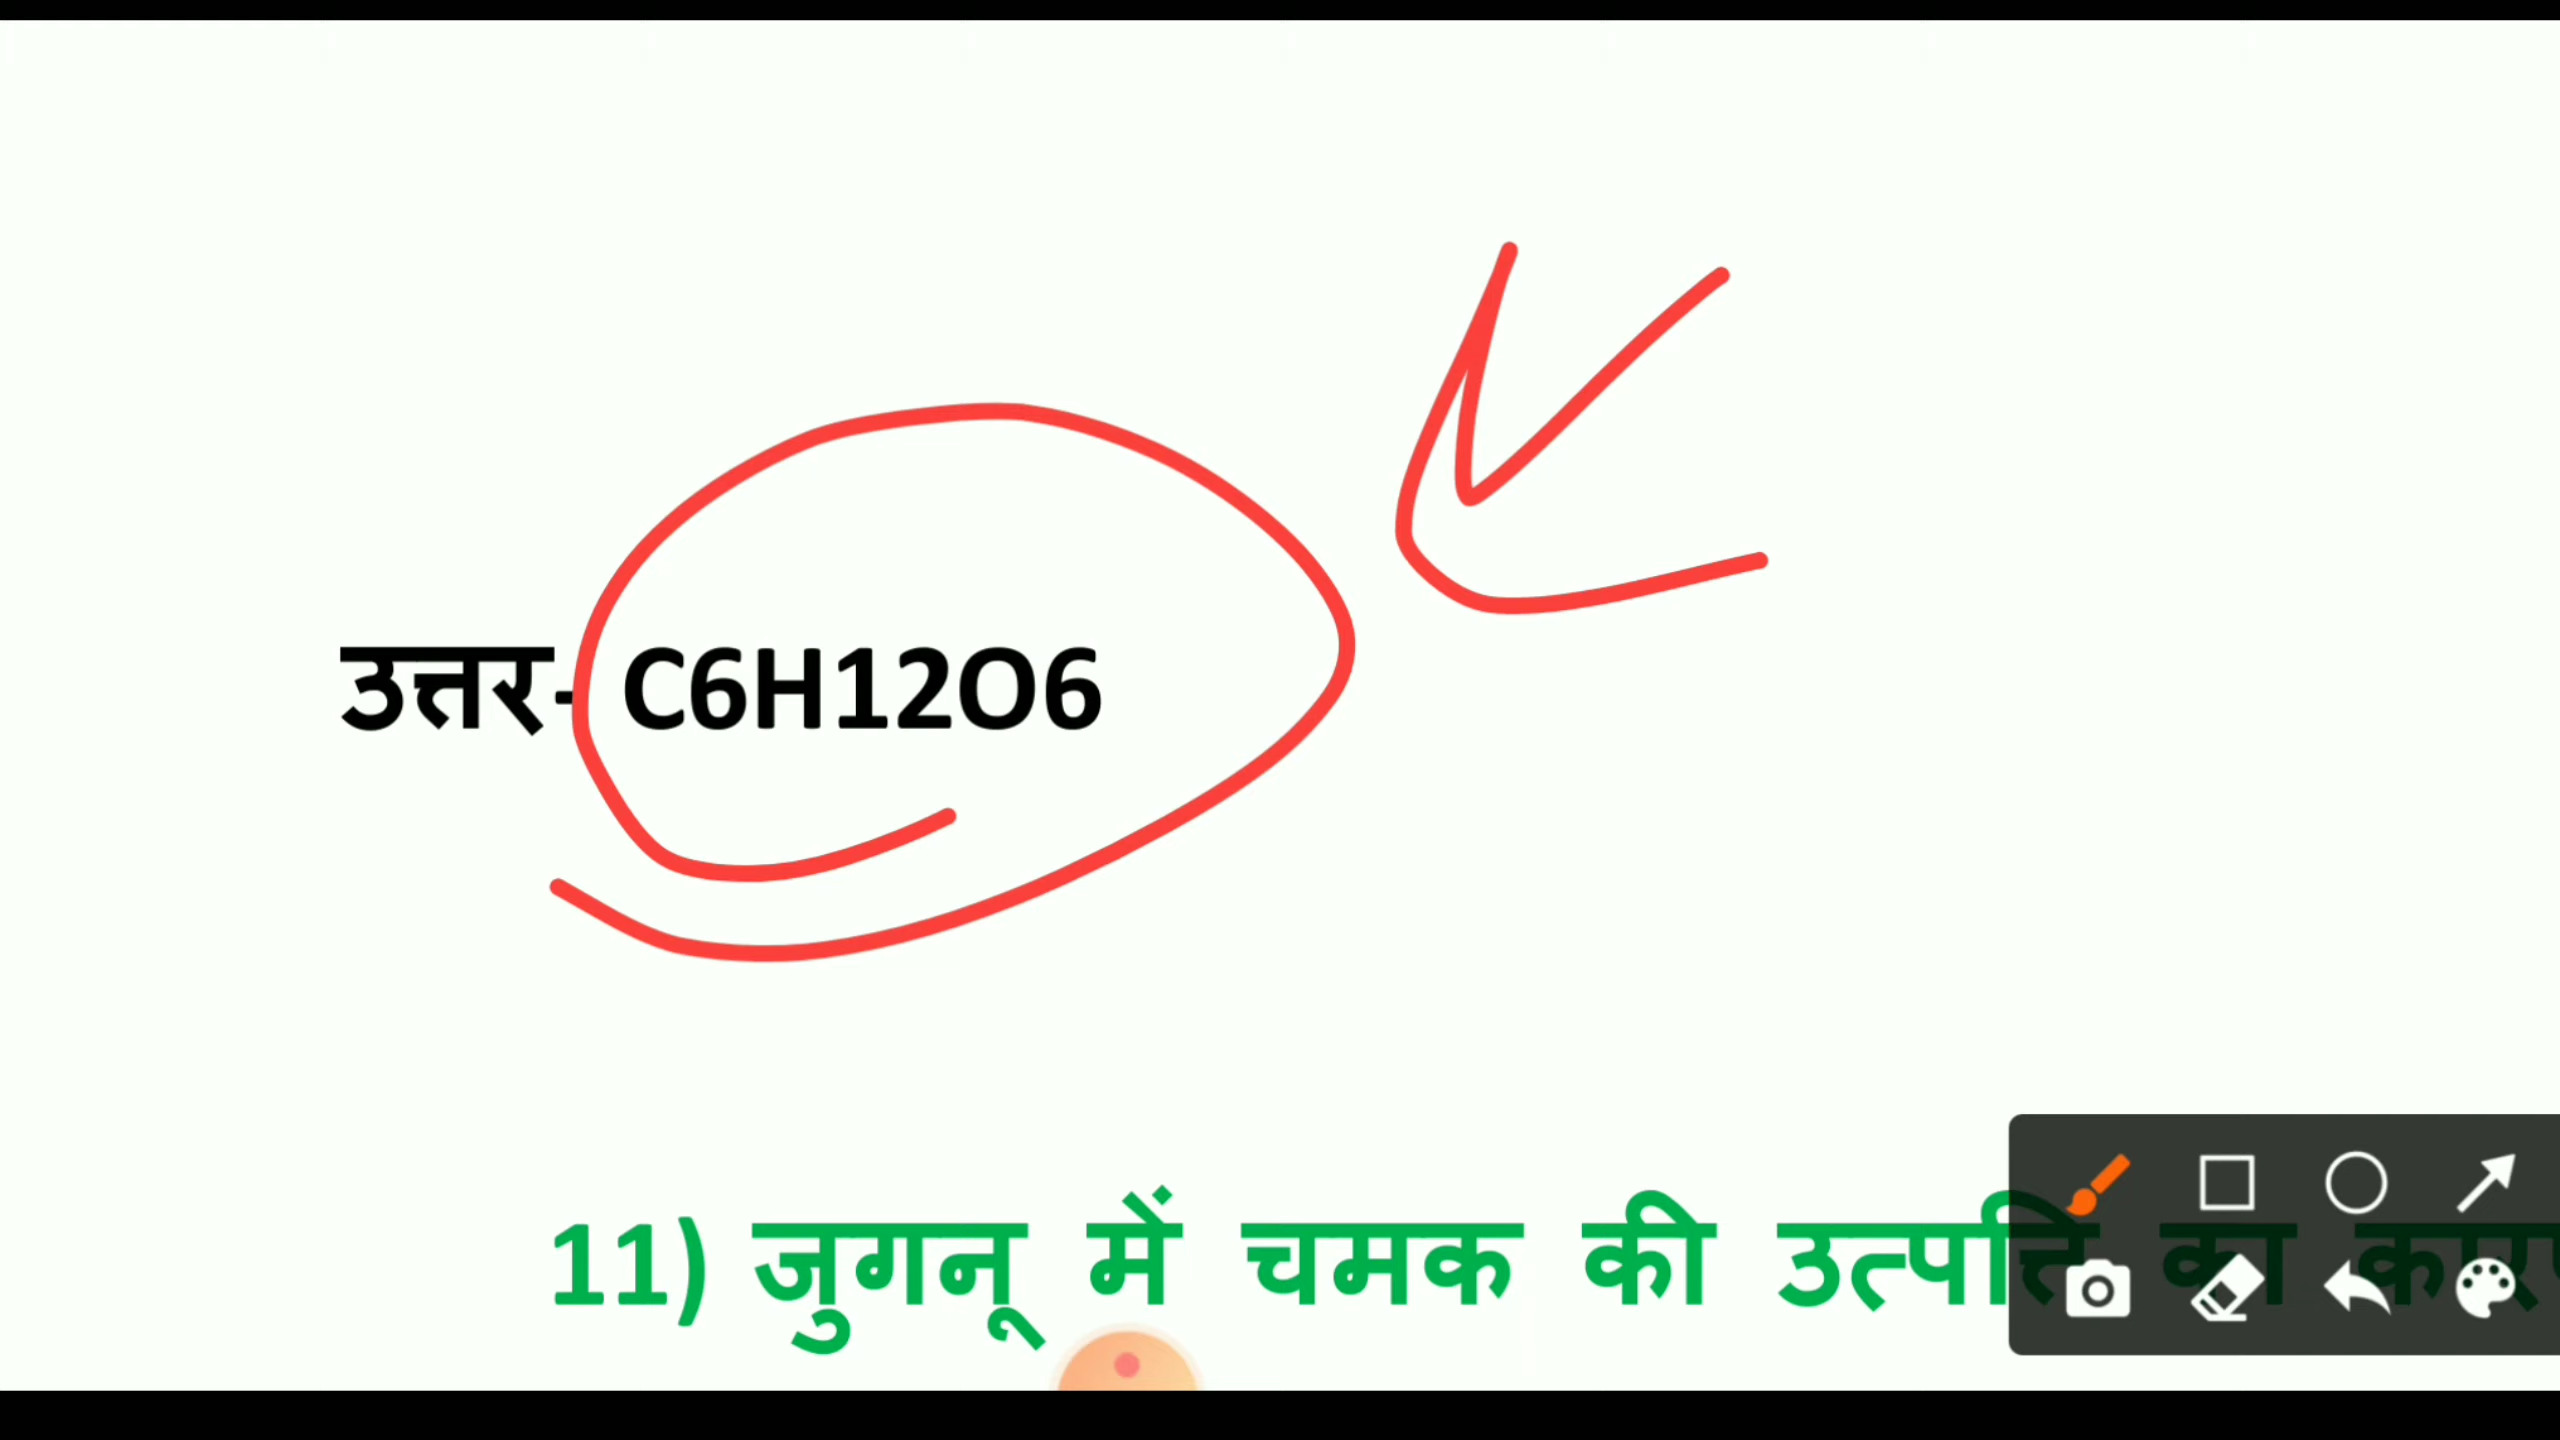 उत्तर- C6H12O6
11) जुगनू में चमक की उत्पत्ति का